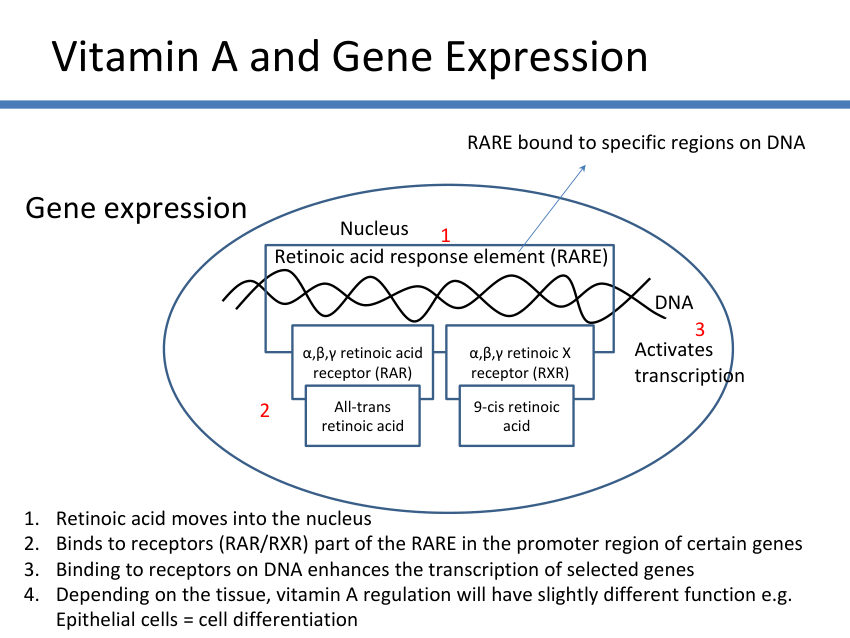 Vitamin A and Gene Expression
RARE bound to specific regions on DNA
Gene expression
Nucleus
1
Retinoic acid response element (RARE)
DNA
3
Activates
transcription
α,β,γ retinoic acid
receptor (RAR)
α,β,γ retinoic X
receptor (RXR)
2
All-trans
retinoic acid
9-cis retinoic
acid
1. Retinoic acid moves into the nucleus
2. Binds to receptors (RAR/RXR) part of the RARE in the promoter region of certain genes
3. Binding to receptors on DNA enhances the transcription of selected genes
4. Depending on the tissue, vitamin A regulation will have slightly different function e.g.
Epithelial cells = cell differentiation